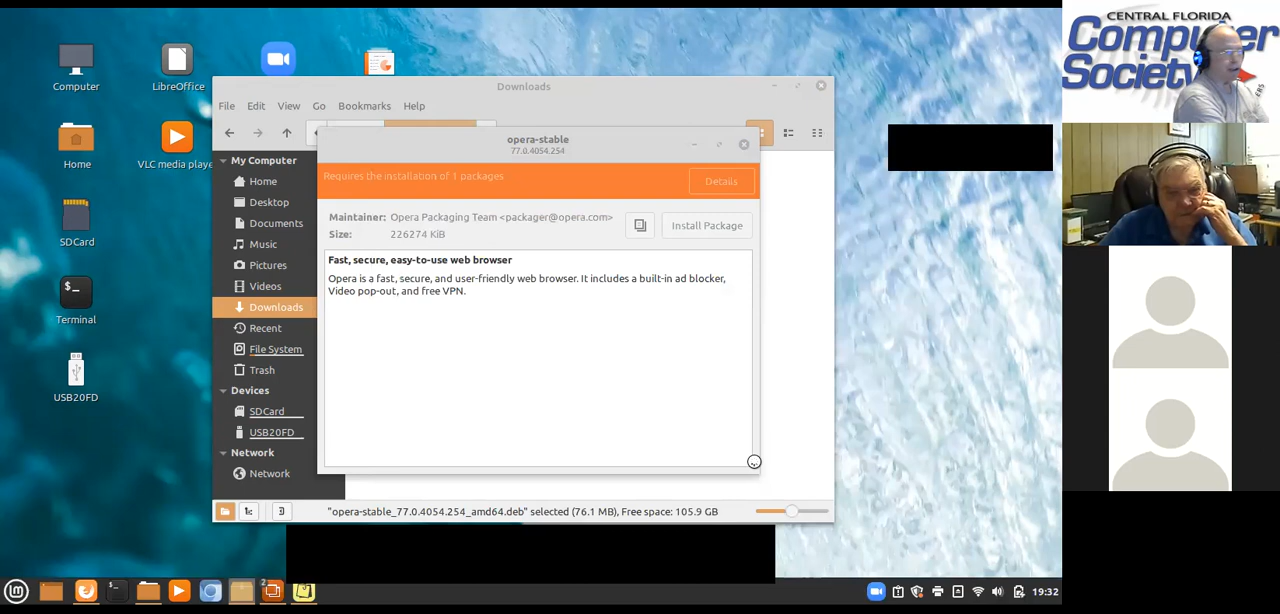 Computer
LibreOffice
Home
VLC media playe
SDCard
Terminal
USB20FD
Downloads
File Edit View Go Bookmarks Help
My Computer
Home
Desktop
Documents
Music
Pictures
Videos
Downloads
Recent
File System
Trash
Devices
SDCard
USB20FD
Network
Network
opera-stable
77.0.4054.254
Requires the installation of 1 packages
Details
Maintainer: Opera Packaging Team <packager@opera.com>
Install Package
Size: 226274 KiB
Fast, secure, easy-to-use web browser
Opera is a fast, secure, and user-friendly web browser. It includes a built-in ad blocker,
Video pop-out, and free VPN.
"opera-stable_77.0.4054.254_amd64.deb" selected (76.1 MB), Free space: 105.9 GB
2
19:32
CENTRAL FLORIDA
Computer
Society
ERS